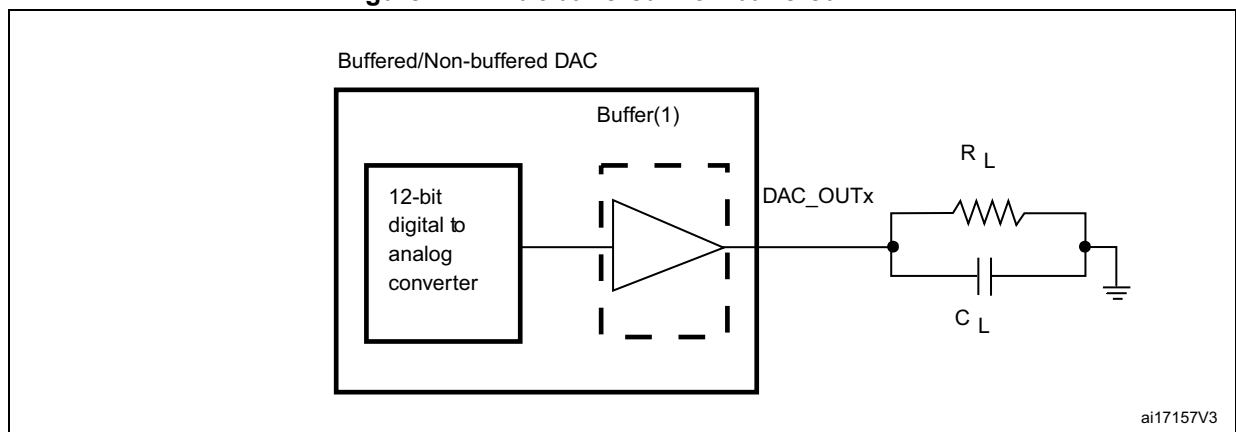 Buffered/Non-buffered DAC
Buffer(1)
12-bit
digital to
analog
converter
DAC_OUTx
R L
C L
ai17157V3